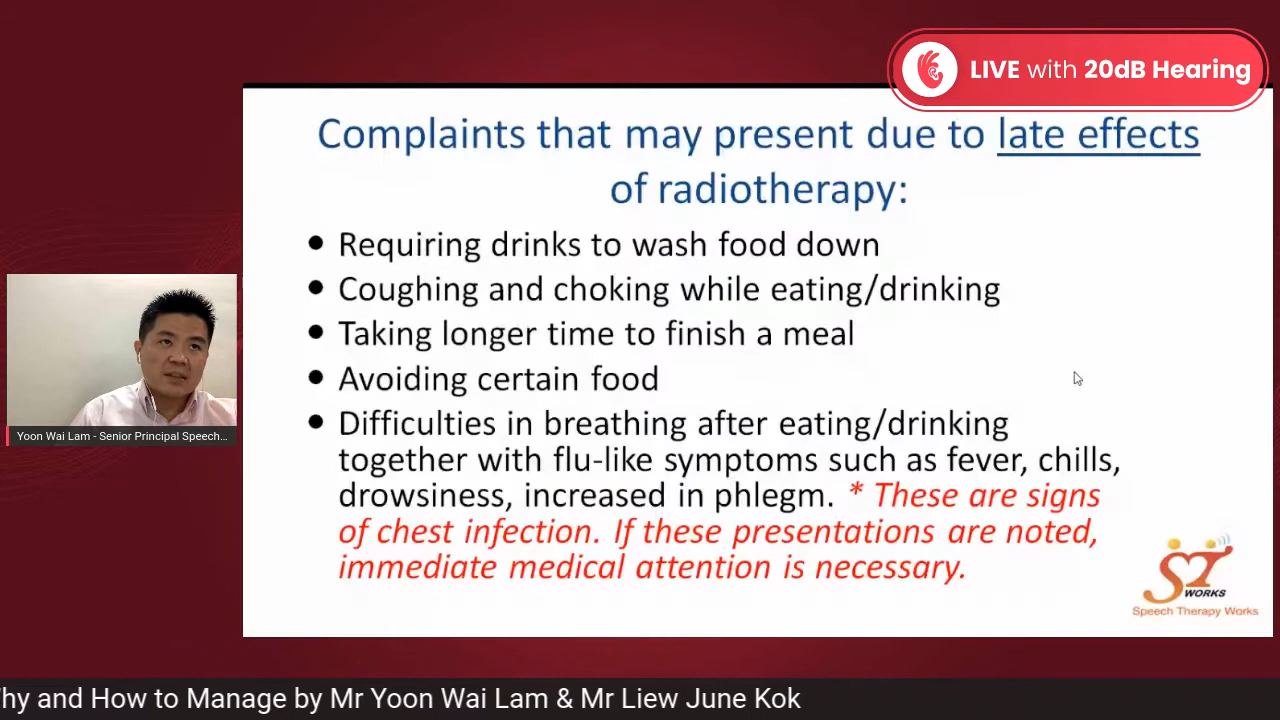 LIVE with 20dB Hearing
Complaints that may present due to late effects
of radiotherapy:
• Requiring drinks to wash food down
• Coughing and choking while eating/drinking
• Taking longer time to finish a meal
• Avoiding certain food
• Difficulties in breathing after eating/drinking
together with flu-like symptoms such as fever, chills,
drowsiness, increased in phlegm. * These are signs
of chest infection. If these presentations are noted,
immediate medical attention is necessary.
Yoon Wai Lam - Senior Principal Speech...
WORKS
Speech Therapy Works
hy and How to Manage by Mr Yoon Wai Lam & Mr Liew June Kok